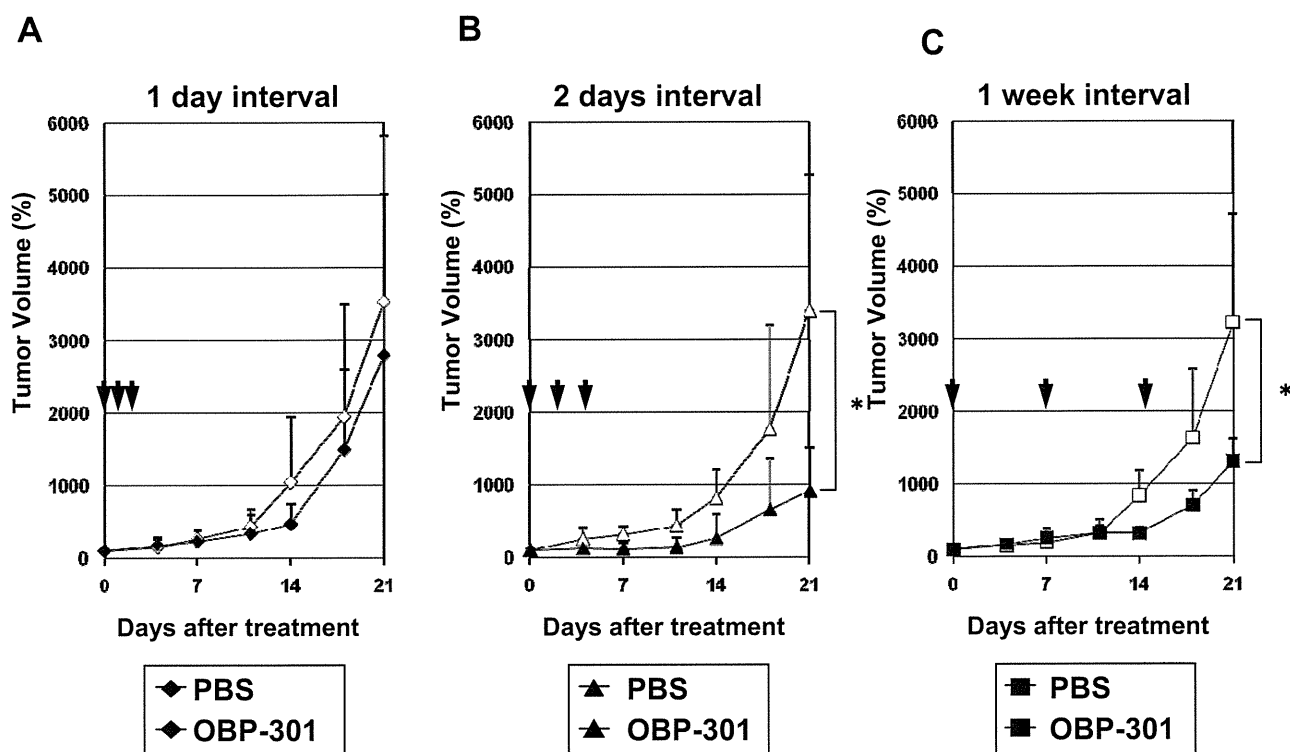 A
B
C
1 day interval
2 days interval
1 week interval
Tumor Volume (%)
6000
5000
4000
3000
2000
1000
0
0
7
14
21
Days after treatment
PBS
OBP-301
Tumor Volume (%)
6000
5000
4000
3000
2000
1000
0
0
7
14
21
*
Days after treatment
PBS
OBP-301
Tumor Volume (%)
6000
5000
4000
3000
2000
1000
0
0
7
14
21
*
Days after treatment
PBS
OBP-301